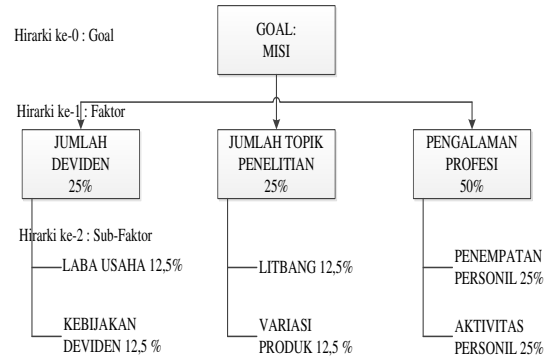 Hirarki ke-0 : Goal
GOAL:
MISI
Hirarki ke-1 : Faktor
JUMLAH
DEVIDEN
25%
JUMLAH TOPIK
PENELITIAN
25%
PENGALAMAN
PROFESI
50%
Hirarki ke-2 : Sub-Faktor
LABA USAHA 12,5%
KEBIJAKAN
DEVIDEN 12,5 %
LITBANG 12,5%
VARIASI
PRODUK 12,5 %
PENEMPATAN
PERSONIL 25%
AKTIVITAS
PERSONIL 25%